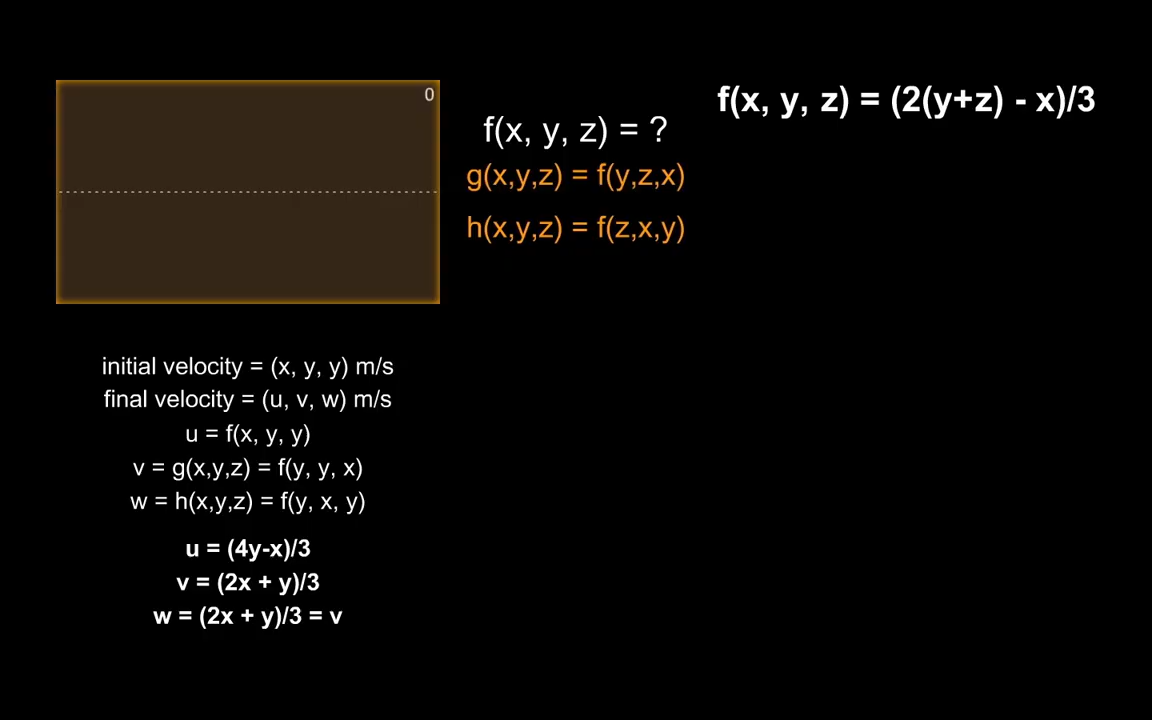 0
f(x, y, z) = ?
g(x,y,z) = f(y,z,x)
h(x,y,z) = f(z,x,y)
f(x, y, z) = (2(y+z) - x)/3
initial velocity = (x, y, y) m/s
final velocity = (u, v, w) m/s
u = f(x, y, y)
v = g(x,y,z) = f(y, y, x)
w = h(x,y,z) = f(y, x, y)
u = (4y-x)/3
v = (2x + y)/3
w = (2x + y)/3 = v